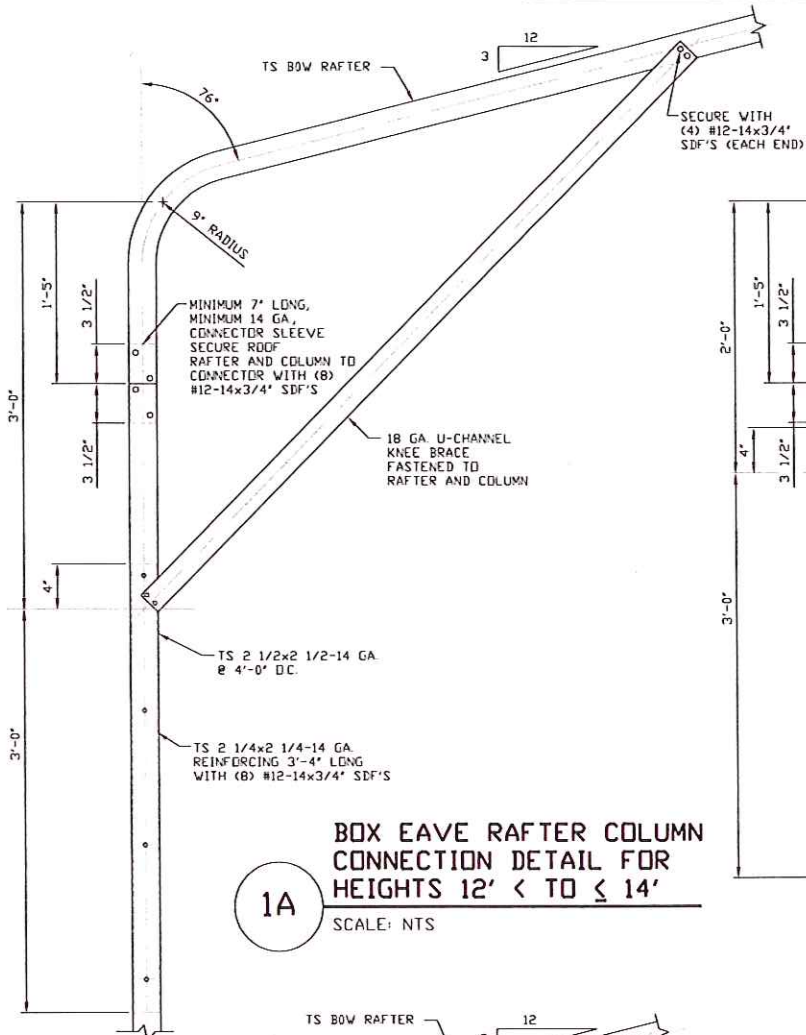 12
3
TS BOW RAFTER
76°
SECURE WITH
(4) #12-14x3/4"
SDF'S (EACH END)
9" RADIUS
3'-0"
1'-5"
3 1/2"
3 1/2"
4"
MINIMUM 7" LONG,
MINIMUM 14 GA.,
CONNECTOR SLEEVE
SECURE ROOF
RAFTER AND COLUMN TO
CONNECTOR WITH (8)
#12-14x3/4" SDF'S
18 GA. U-CHANNEL
KNEE BRACE
FASTENED TO
RAFTER AND COLUMN
2'-0"
1'-5"
3 1/2"
3 1/2"
4"
3'-0"
3'-0"
TS 2 1/2x2 1/2-14 GA.
@ 4'-0" O.C.
TS 2 1/4x2 1/4-14 GA.
REINFORCING 3'-4" LONG
WITH (8) #12-14x3/4" SDF'S
1A
BOX EAVE RAFTER COLUMN
CONNECTION DETAIL FOR
HEIGHTS 12' < TO ≤ 14'
SCALE: NTS
TS BOW RAFTER
12